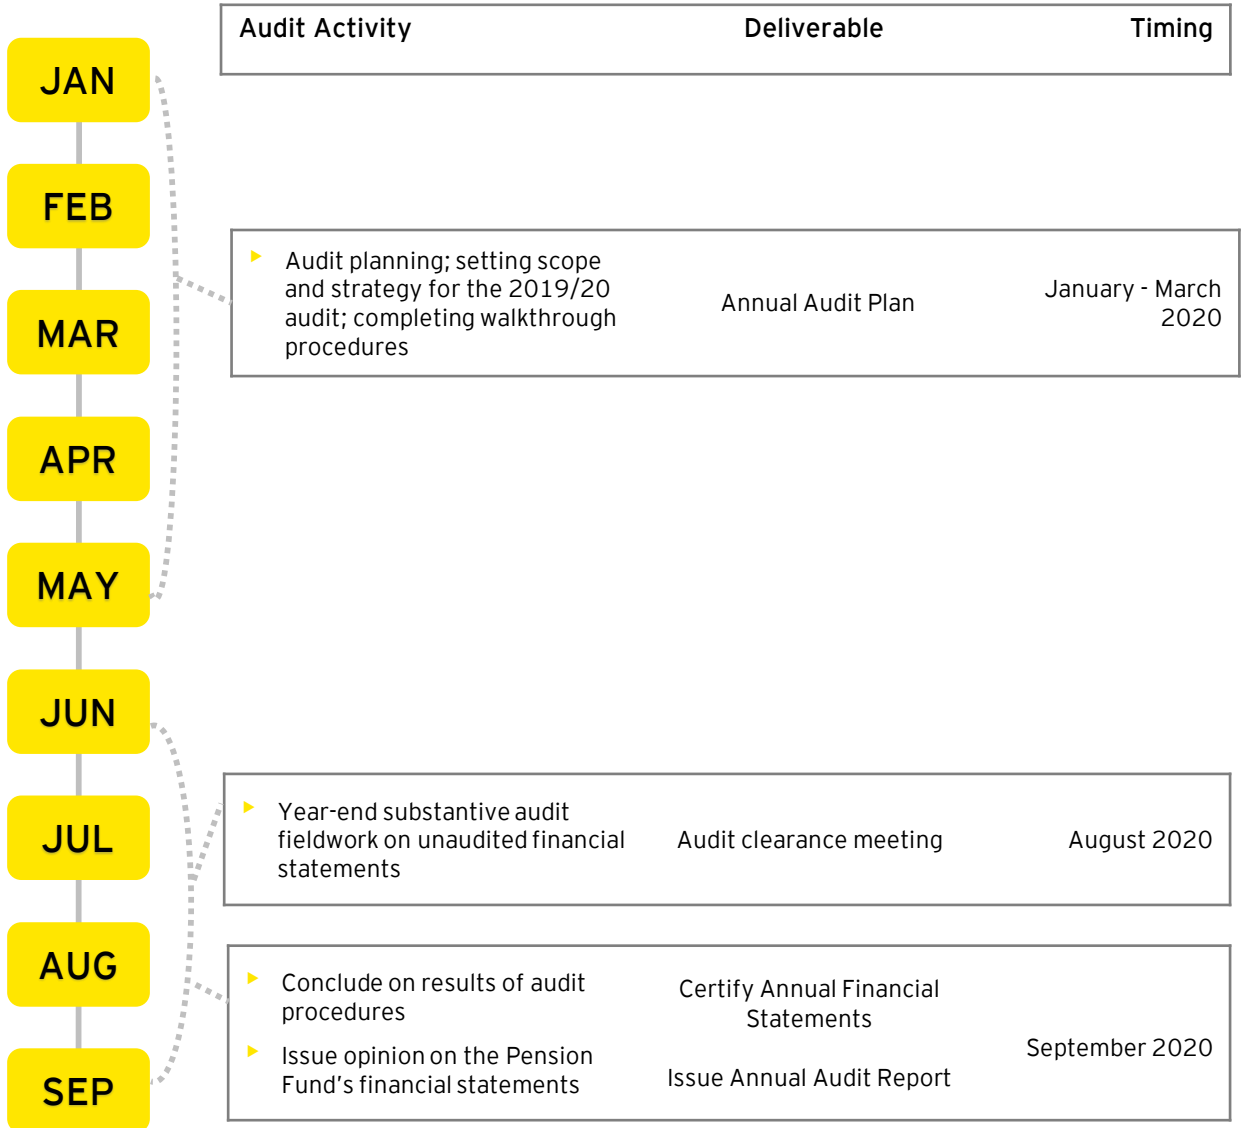 Audit Activity Deliverable Timing
JAN
FEB
Audit planning; setting scope
and strategy for the 2019/20
audit; completing walkthrough
procedures
Annual Audit Plan
January - March
2020
MAR
APR
MAY
JUN
JUL
Year-end substantive audit
fieldwork on unaudited financial
statements
Audit clearance meeting
August 2020
AUG
Conclude on results of audit
procedures
Issue opinion on the Pension
Fund’s financial statements
Certify Annual Financial
Statements
Issue Annual Audit Report
September 2020
SEP